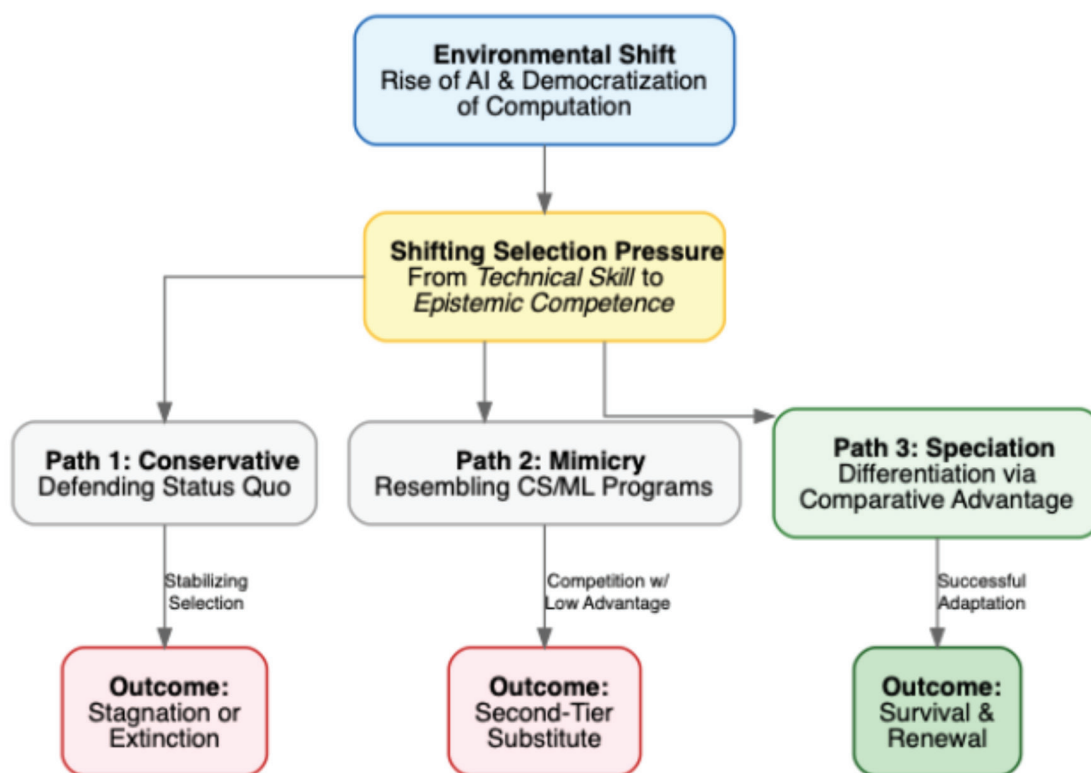 Environmental Shift
Rise of AI & Democratization
of Computation
Shifting Selection Pressure
From Technical Skill to
Epistemic Competence
Path 1: Conservative
Defending Status Quo
Path 2: Mimicry
Resembling CS/ML Programs
Path 3: Speciation
Differentiation via
Comparative Advantage
Stabilizing
Selection
Competition w/
Low Advantage
Successful
Adaptation
Outcome:
Stagnation or
Extinction
Outcome:
Second-Tier
Substitute
Outcome:
Survival &
Renewal